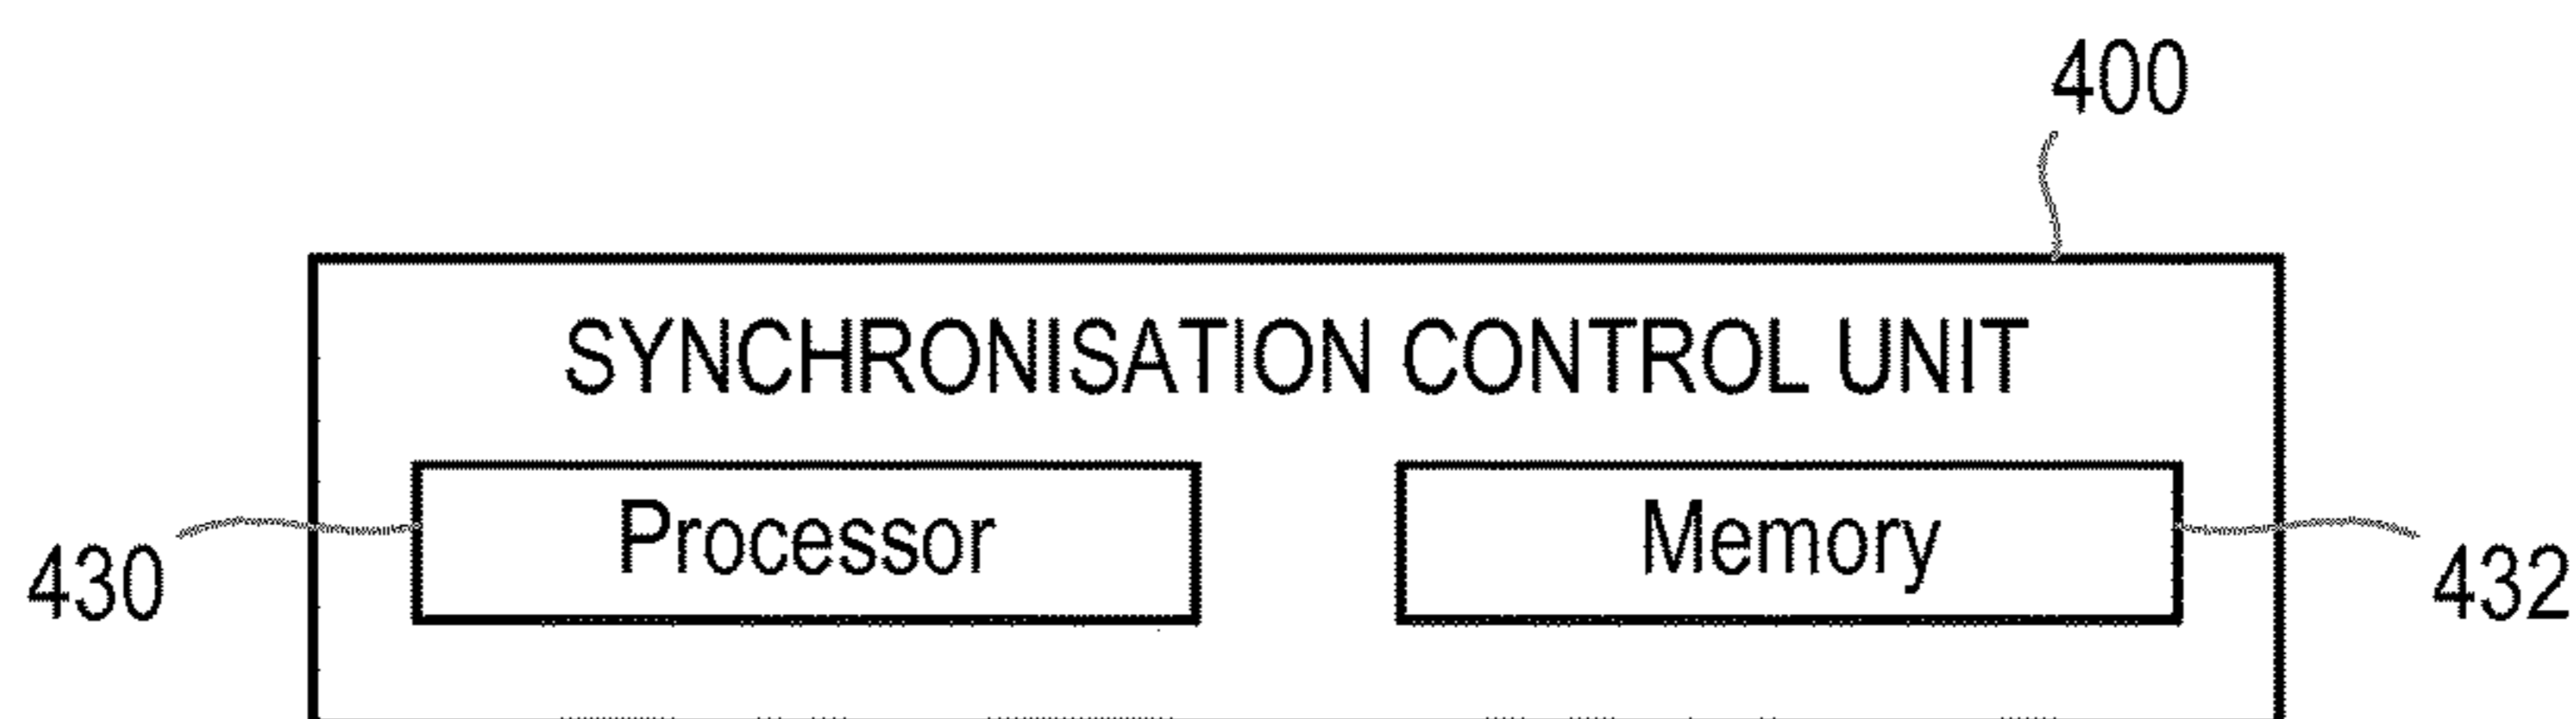 400
SYNCHRONISATION CONTROL UNIT
Processor Memory
430 432